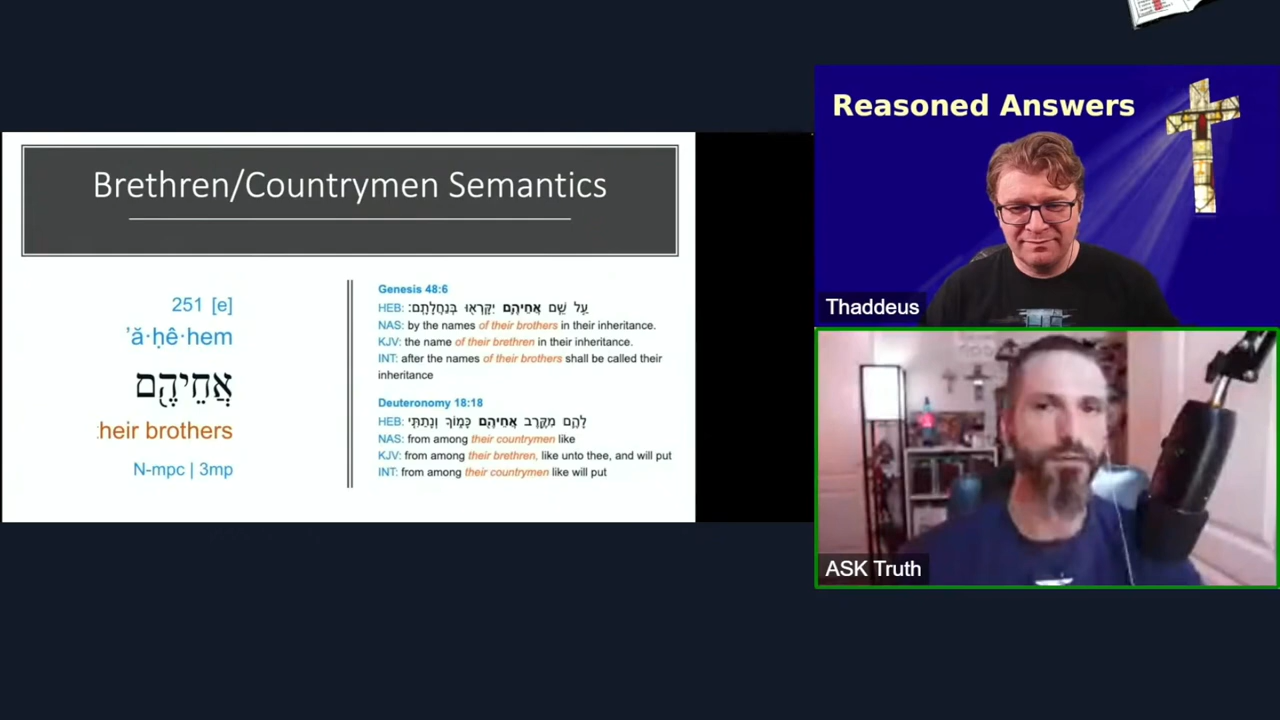 Brethren/Countrymen Semantics
251 [e]
’ă·ḥê·hem
אֲחֵיהֶ֖ם
heir brothers
N-mpc | 3mp
Genesis 48:6
HEB: עַ֣ל שֵׁ֧ם אֲחֵיהֶ֛ם יִקָּרְא֖וּ בְּנַחֲלָתָֽם׃
NAS: by the names of their brothers in their inheritance.
KJV: the name of their brethren in their inheritance.
INT: after the names of their brothers shall be called their
inheritance
Deuteronomy 18:18
HEB: לָהֶ֛ם מִקֶּ֥רֶב אֲחֵיהֶ֖ם כָּמ֑וֹךָ וְנָתַתִּ֤י
NAS: from among their countrymen like
KJV: from among their brethren, like unto thee, and will put
INT: from among their countrymen like will put
Reasoned Answers
Thaddeus
ASK Truth